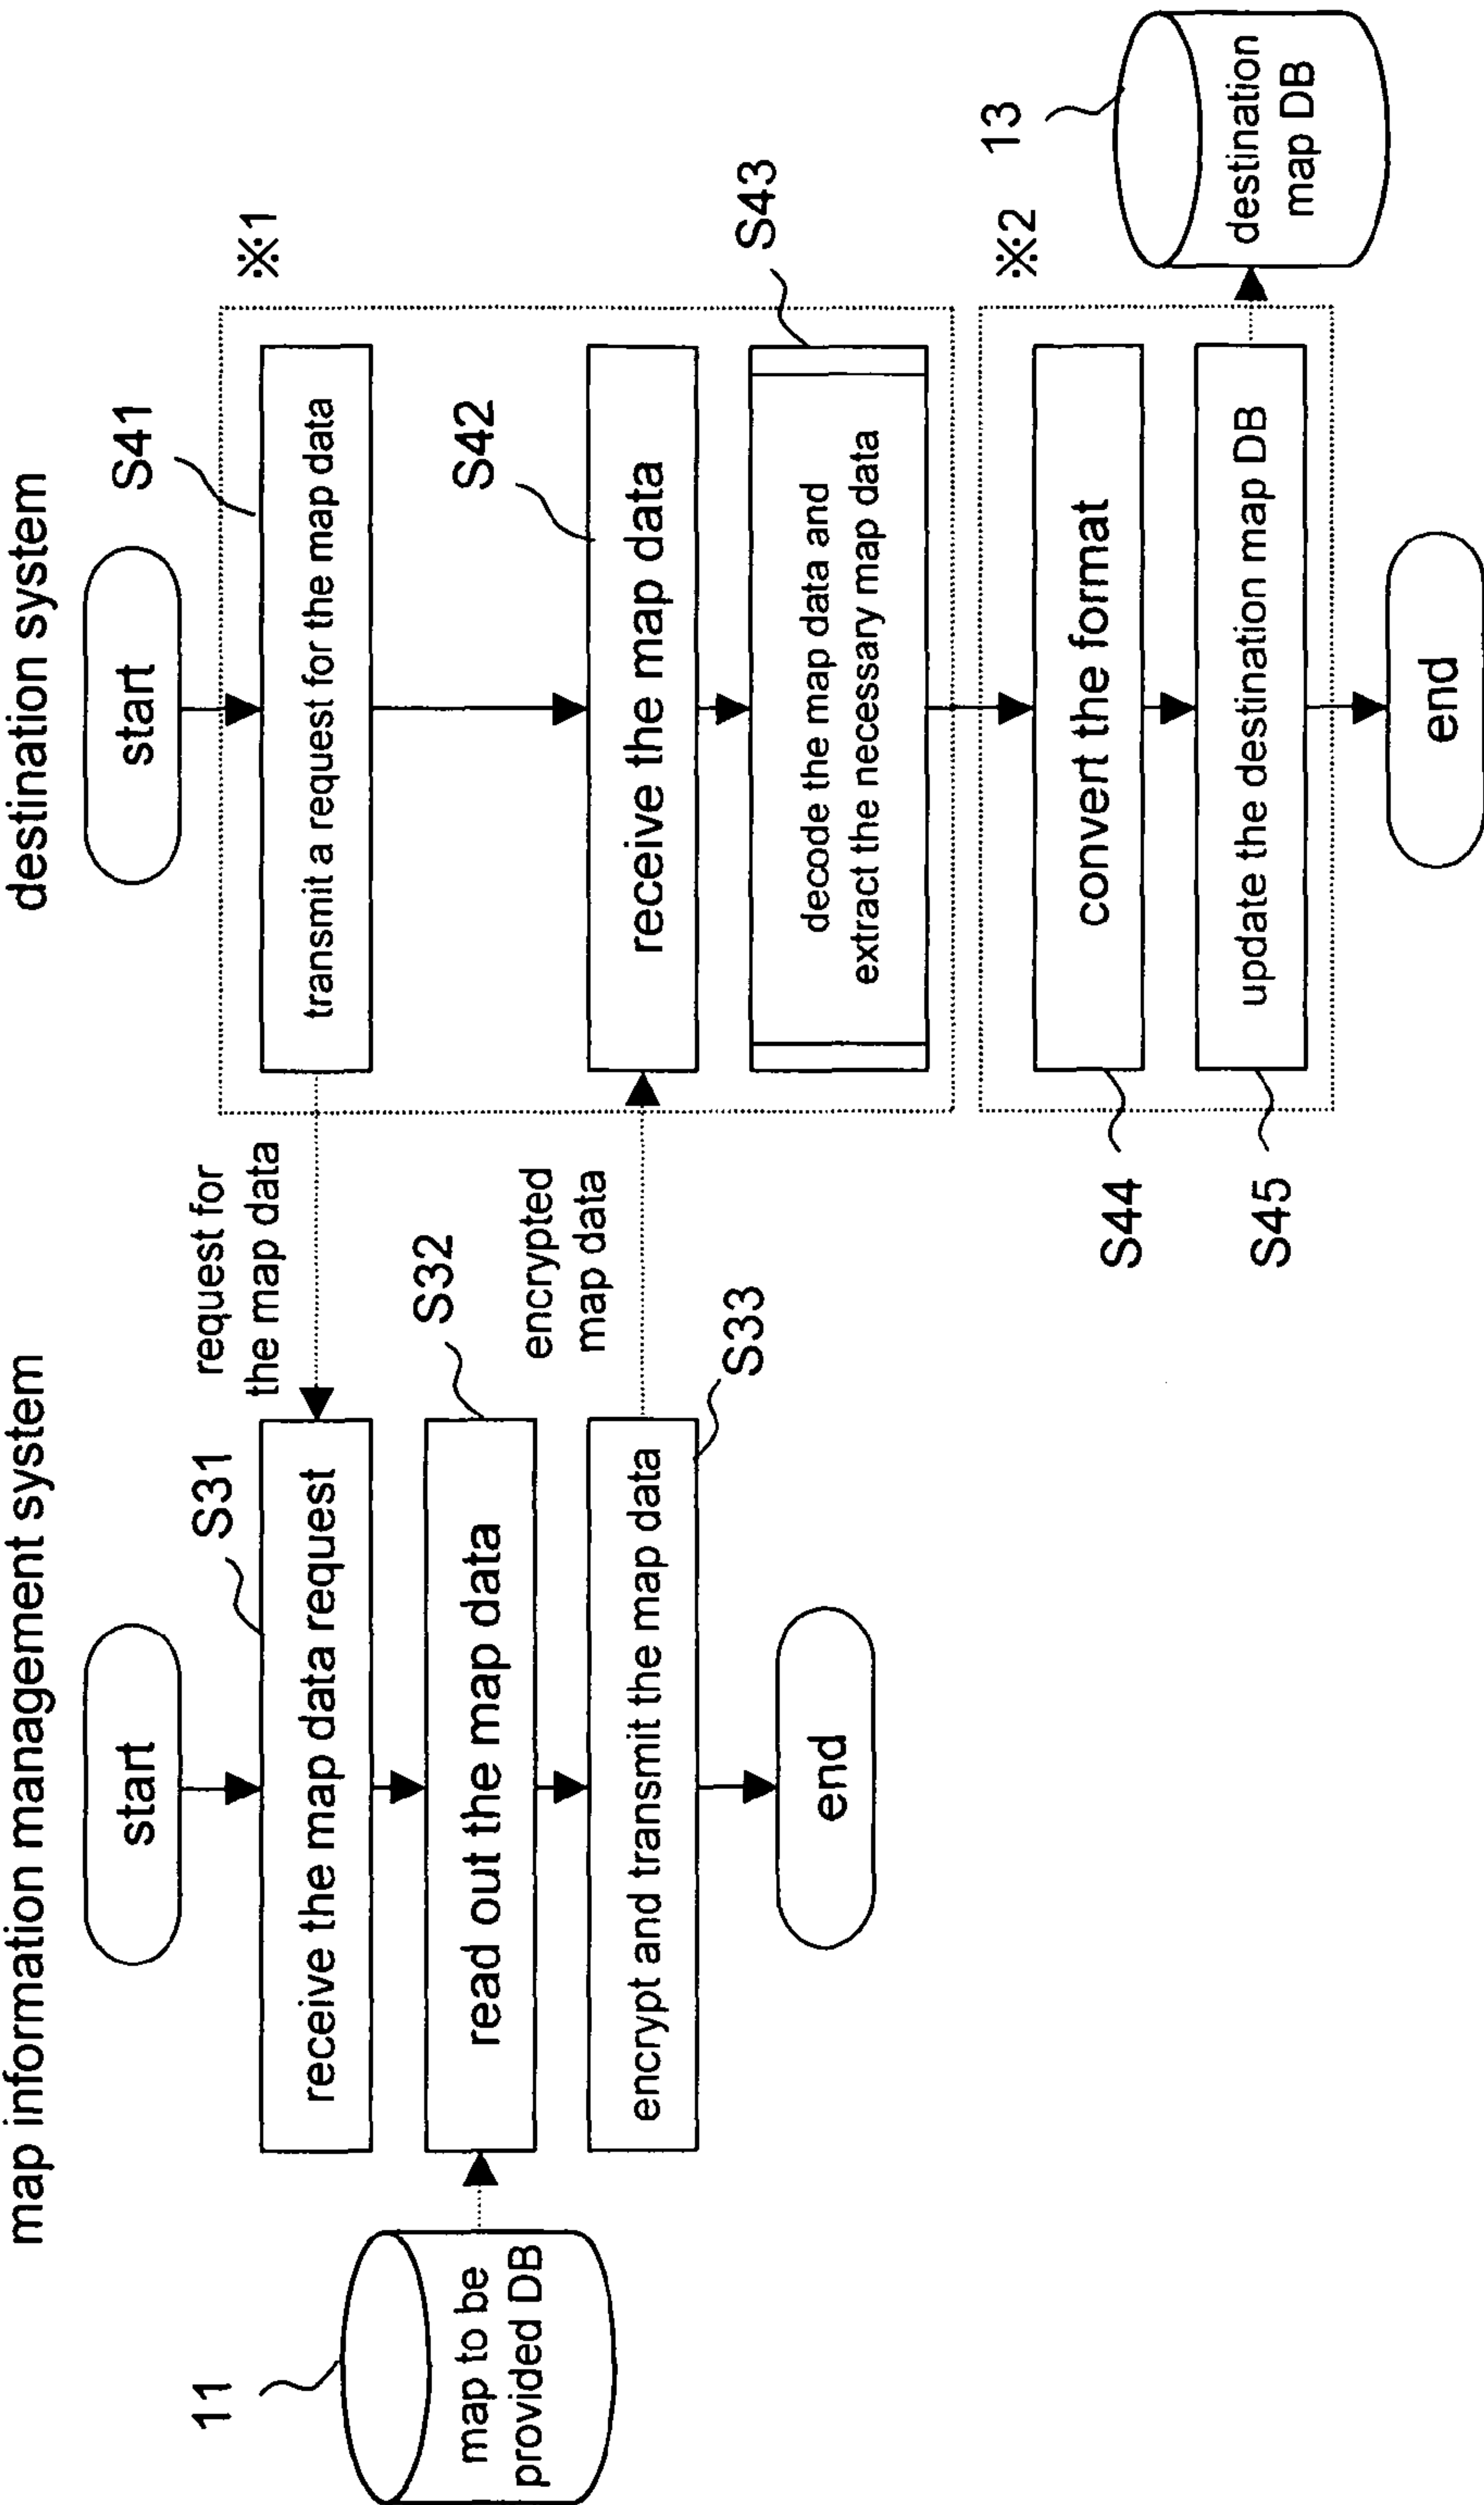 map information management system
start
S31
receive the map data request
11
map to be
provided DB
S32
read out the map data
S33
encrypt and transmit the map data
end
request for
the map data
encrypted
map data
destination system
start
S41
※1
transmit a request for the map data
S42
receive the map data
S43
decode the map data and
extract the necessary map data
※2
13
S44
convert the format
S45
update the destination map DB
destination
map DB
end